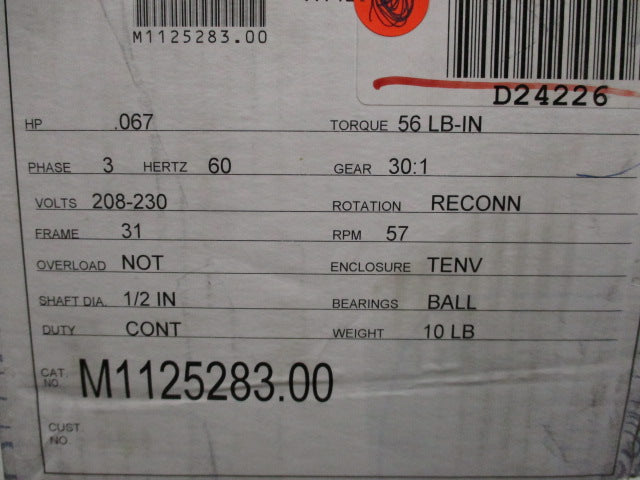 M1125283.00
D24226
HP .067 TORQUE 56 LB-IN
PHASE 3 HERTZ 60 GEAR 30:1
VOLTS 208-230 ROTATION RECONN
FRAME 31 RPM 57
OVERLOAD NOT ENCLOSURE TENV
SHAFT DIA. 1/2 IN BEARINGS BALL
DUTY CONT WEIGHT 10 LB
CAT. NO. M1125283.00
CUST. NO